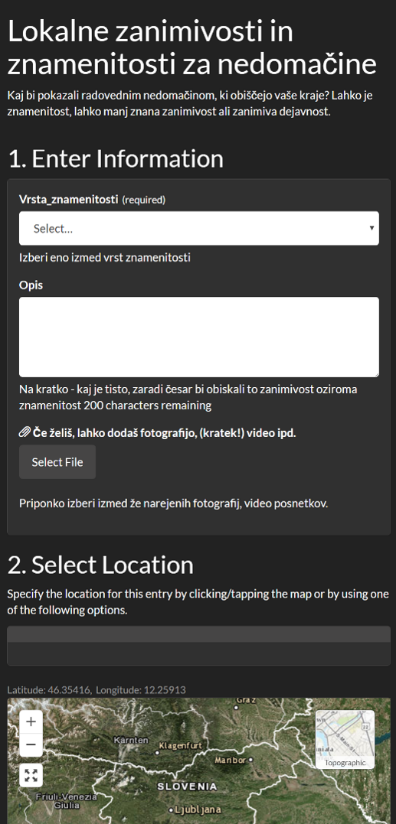 Lokalne zanimivosti in
znamenitosti za nedomačine
Kaj bi pokazali radovednim nedomačinom, ki obiščejo vaše kraje? Lahko je
znamenitost, lahko manj znana zanimivost ali zanimiva dejavnost.
1. Enter Information
Vrsta_znamenitosti (required)
Select...
Izberi eno izmed vrst znamenitosti
Opis
Na kratko - kaj je tisto, zaradi česar bi obiskali to zanimivost oziroma
znamenitost 200 characters remaining
Če želiš, lahko dodaš fotografijo, (kratek!) video ipd.
Select File
Priponko izberi izmed že narejenih fotografij, video posnetkov.
2. Select Location
Specify the location for this entry by clicking/tapping the map or by using one
of the following options.
Latitude: 46.35416, Longitude: 12.25913
Graz
Kärnten
Klagenfurt
Maribor
Topographic
SLOVENIA
Friuli-Venezia
Giulia
Ljubljana